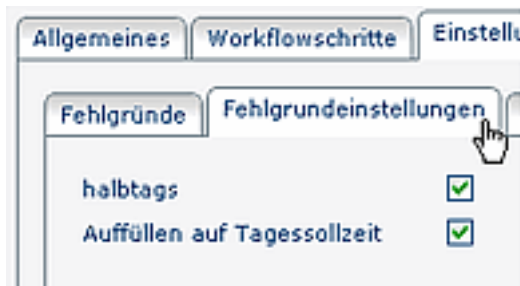 Allgemeines Workflowschritte
Fehlgründe Fehlgrundeinstellungen
halbtags
Auffüllen auf Tagessollzeit